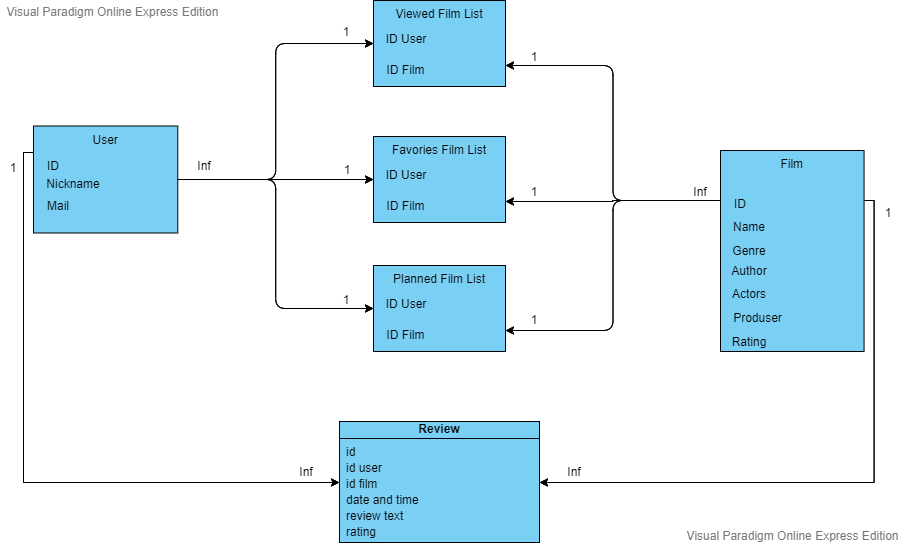 Visual Paradigm Online Express Edition
Viewed Film List
ID User
ID Film
1
1
User
ID
Nickname
Mail
1
Inf
Favories Film List
ID User
ID Film
1
1
Inf
Film
ID
Name
Genre
Author
Actors
Produser
Rating
1
Planned Film List
ID User
ID Film
1
1
Review
id
id user
id film
date and time
review text
rating
Inf
Inf
Visual Paradigm Online Express Edition